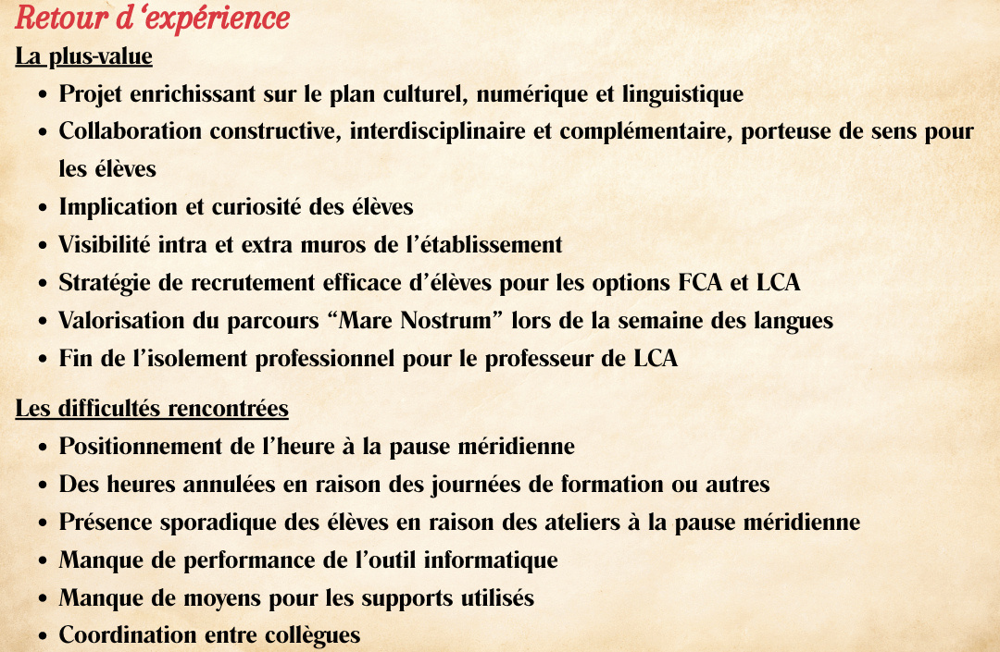 Retour d ‘expérience
La plus-value
• Projet enrichissant sur le plan culturel, numérique et linguistique
• Collaboration constructive, interdisciplinaire et complémentaire, porteuse de sens pour
les élèves
• Implication et curiosité des élèves
• Visibilité intra et extra muros de l’établissement
• Stratégie de recrutement efficace d’élèves pour les options FCA et LCA
• Valorisation du parcours “Mare Nostrum” lors de la semaine des langues
• Fin de l’isolement professionnel pour le professeur de LCA
Les difficultés rencontrées
• Positionnement de l’heure à la pause méridienne
• Des heures annulées en raison des journées de formation ou autres
• Présence sporadique des élèves en raison des ateliers à la pause méridienne
• Manque de performance de l’outil informatique
• Manque de moyens pour les supports utilisés
• Coordination entre collègues